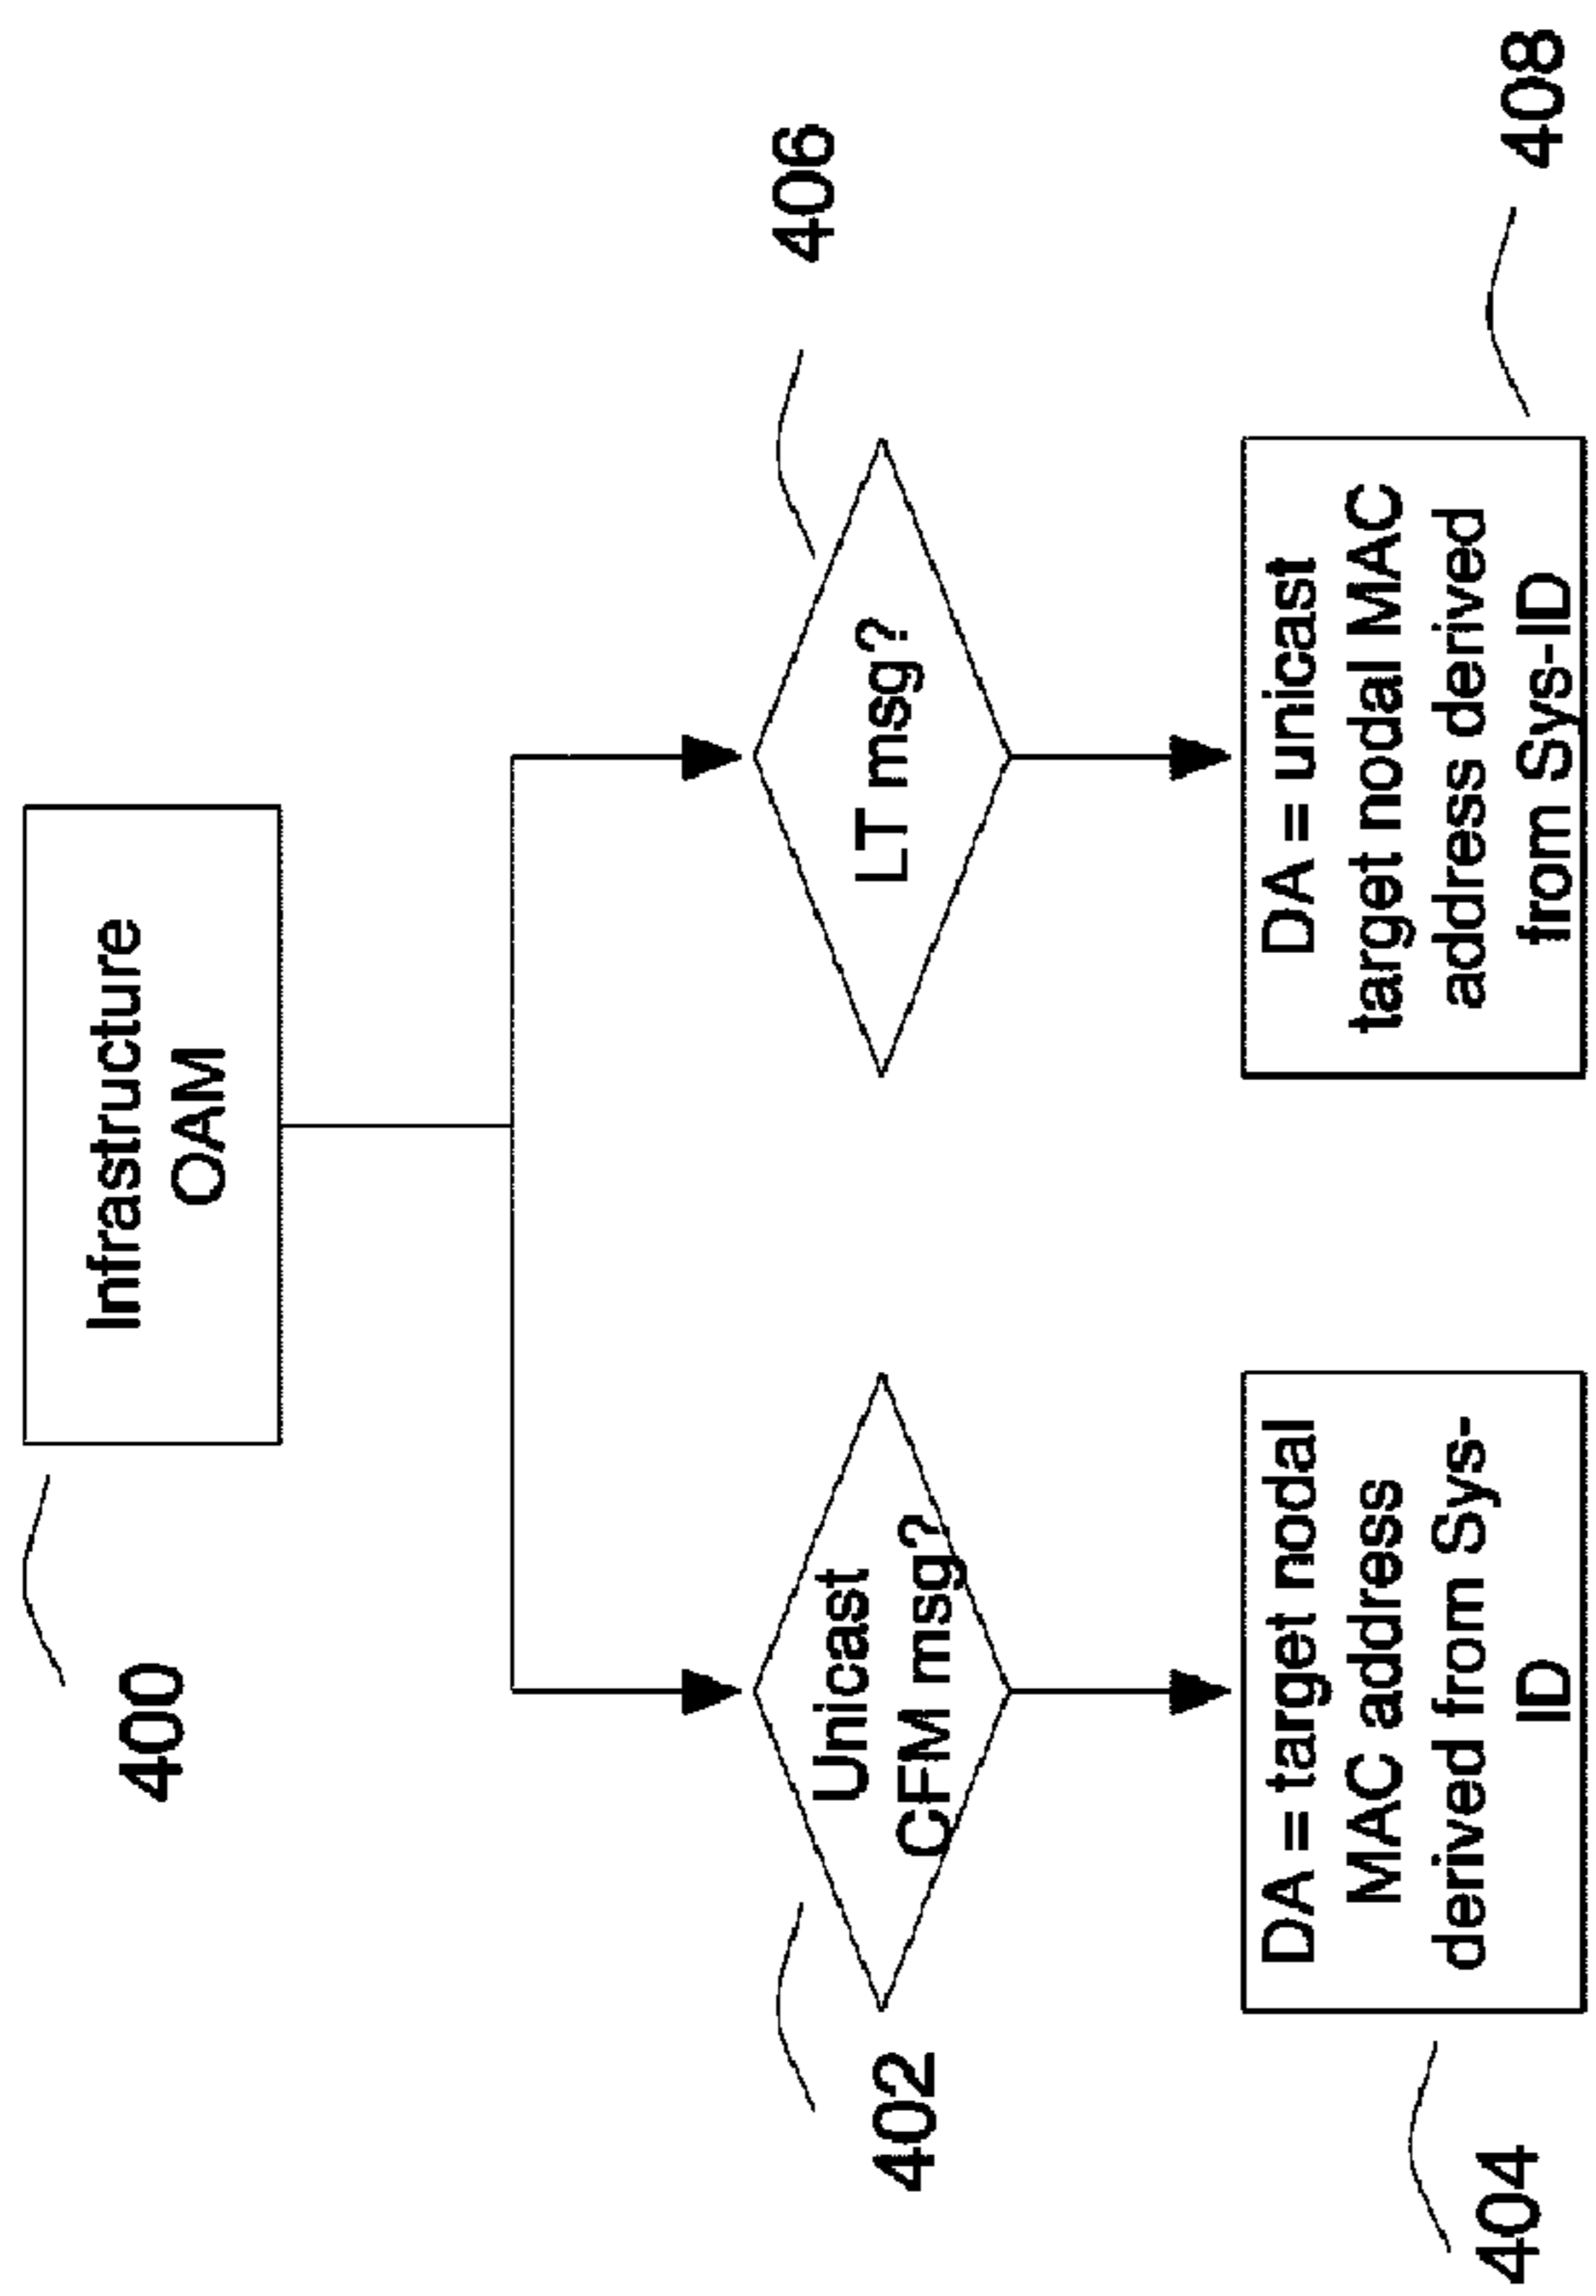 400
Infrastructure
OAM
402
Unicast
CFM msg?
LT msg?
406
404
DA = target nodal
MAC address
derived from Sys-
ID
DA = unicast
target nodal MAC
address derived
from Sys-ID
408